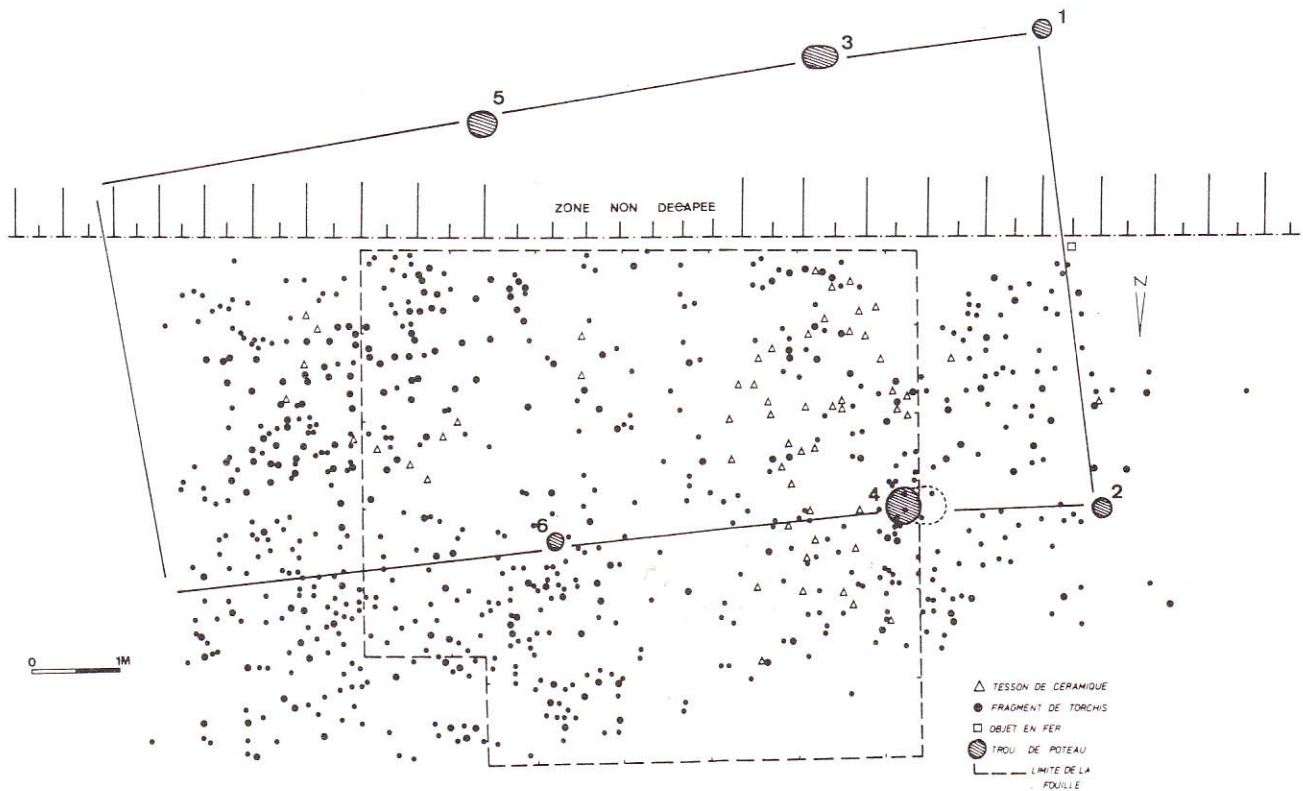 1
3
5
ZONE NON DECAPEE
N
4
2
6
0 1M
TESSON DE CERAMIQUE
FRAGMENT DE TORCHIS
OBJET EN FER
TROU DE POTEAU
LIMITE DE LA
FOUILLE